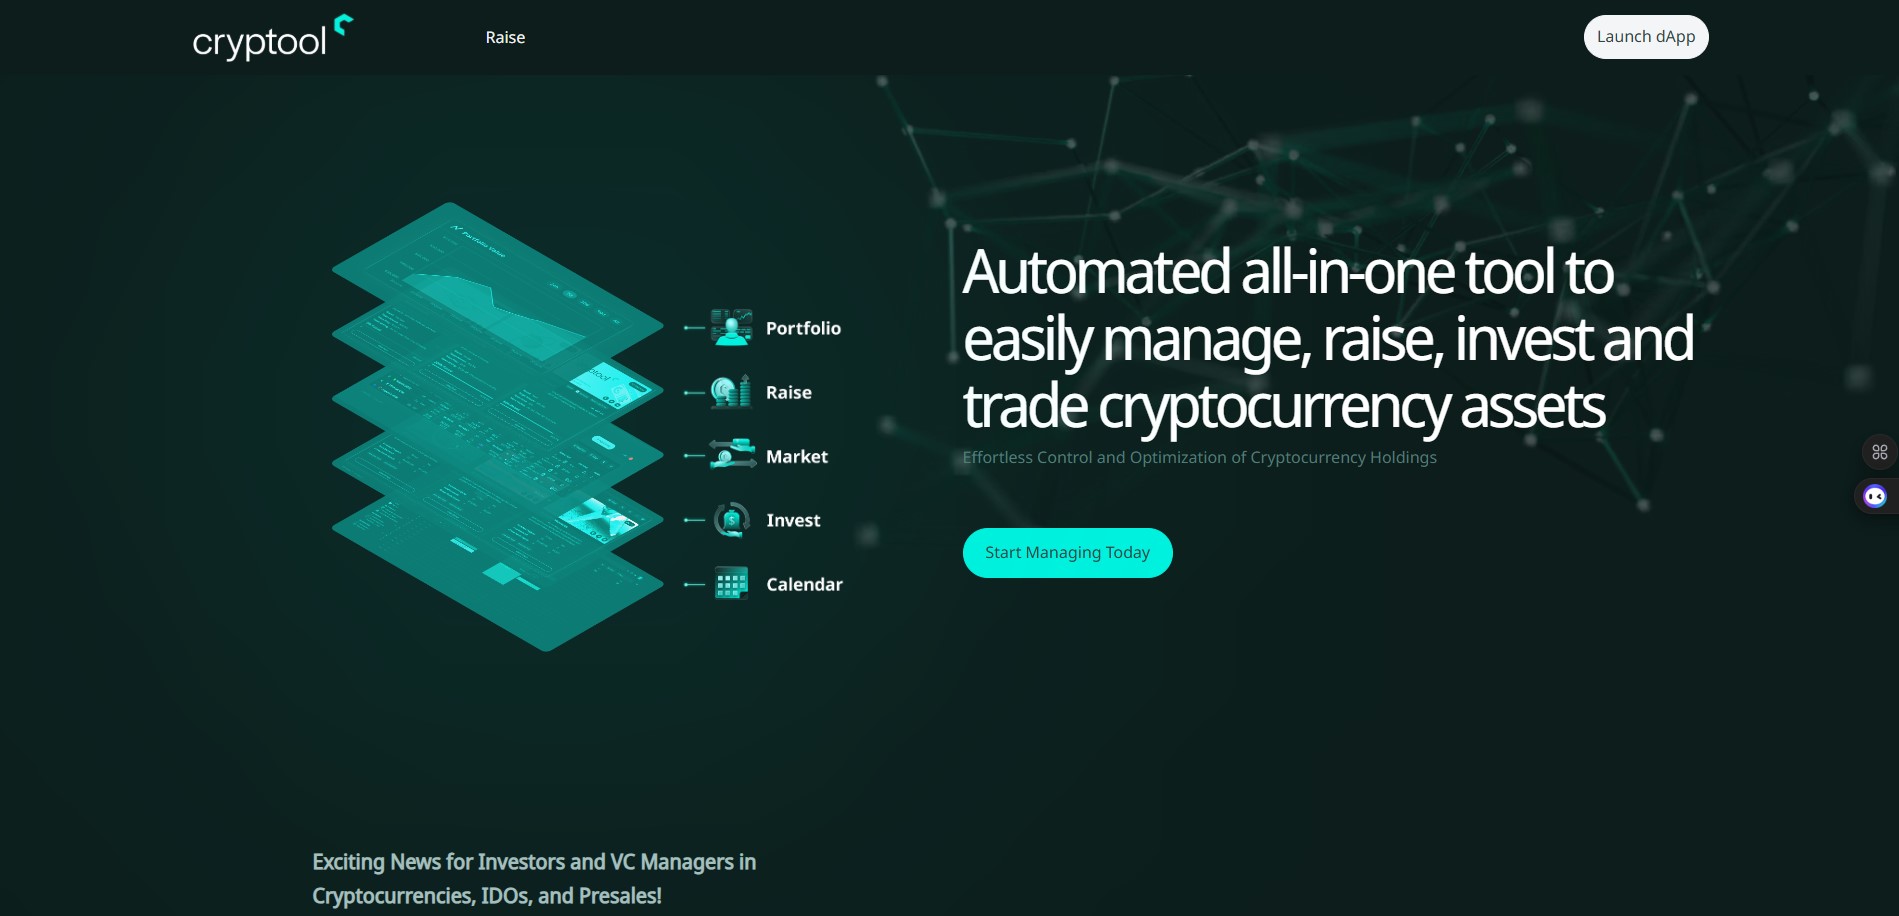 cryptool
Raise
Launch dApp
Portfolio Value
Portfolio
Raise
Market
Invest
Calendar
Automated all-in-one tool to
easily manage, raise, invest and
trade cryptocurrency assets
Effortless Control and Optimization of Cryptocurrency Holdings
Start Managing Today
Exciting News for Investors and VC Managers in
Cryptocurrencies, IDOs, and Presales!